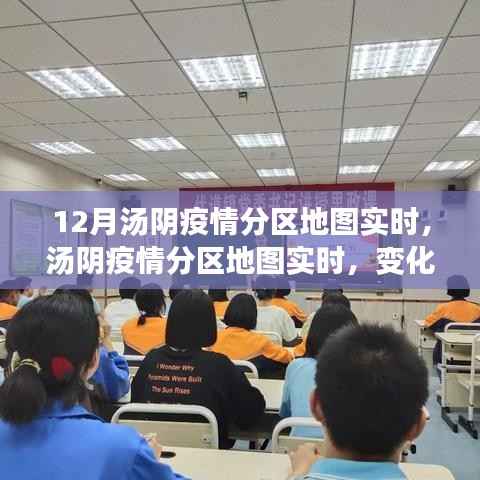 12月汤阴疫情分区地图实时，
汤阴疫情分区地图实时，变化
I Wonder Why
Pyramids Were Built
The Sun Rises